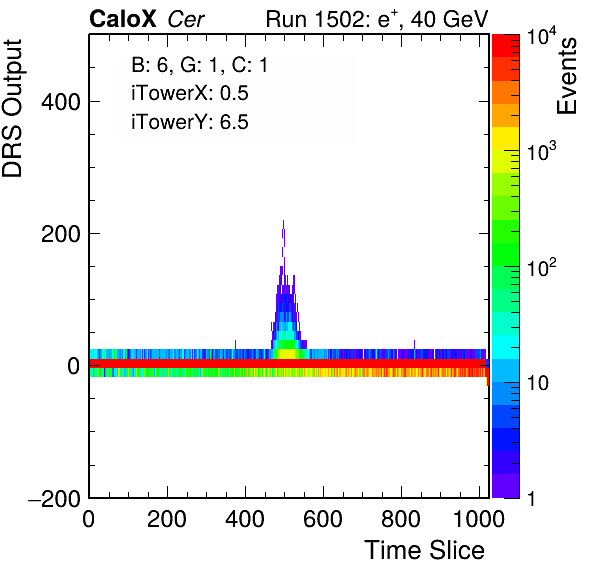 CaloX Cer Run 1502: e⁺, 40 GeV
B: 6, G: 1, C: 1
iTowerX: 0.5
iTowerY: 6.5
DRS Output
400
200
0
−200
0 200 400 600 800 1000
Time Slice
Events
10⁴
10³
10²
10
1